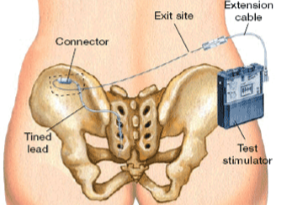 Extension
cable
Exit site
Connector
Tined
lead
Test
stimulator